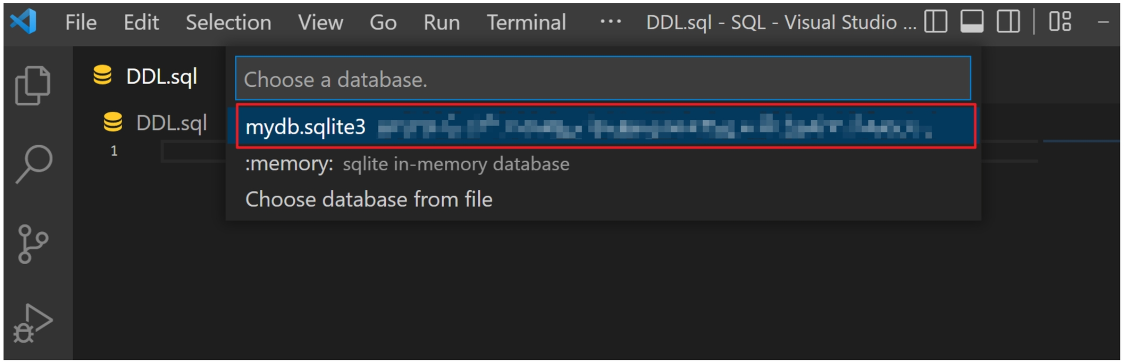 File Edit Selection View Go Run Terminal ··· DDL.sql - SQL - Visual Studio ...
DDL.sql
Choose a database.
DDL.sql
mydb.sqlite3
1
:memory: sqlite in-memory database
Choose database from file